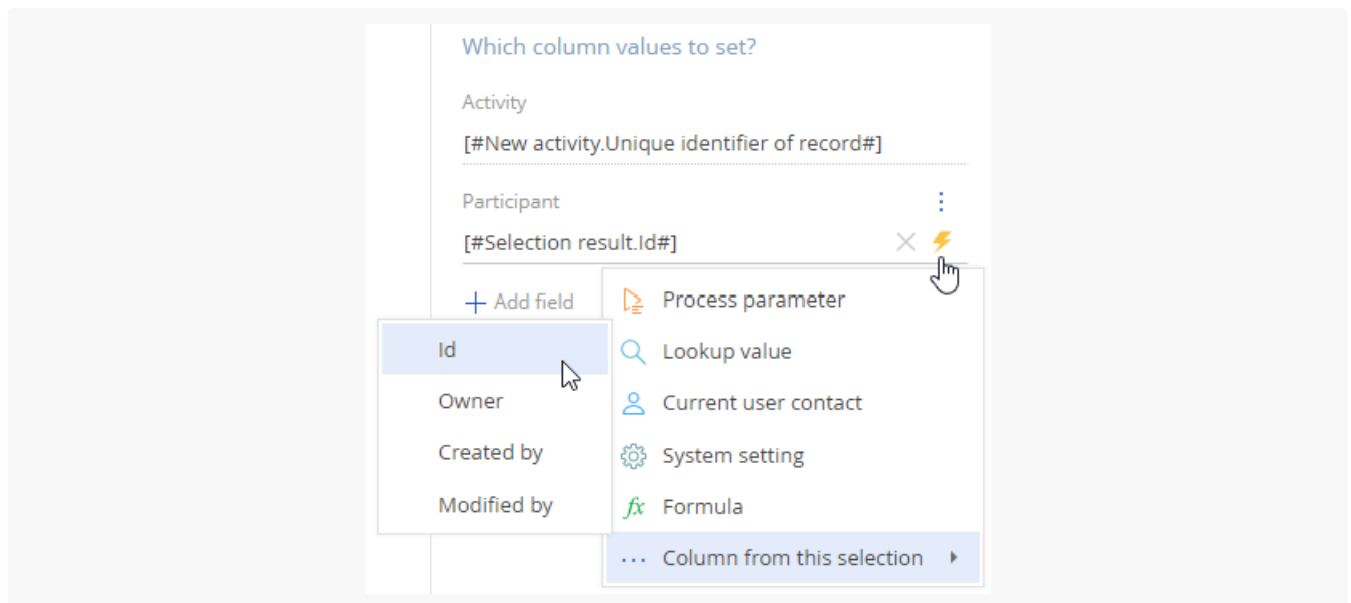 Which column values to set?
Activity
[#New activity.Unique identifier of record#]
Participant
[#Selection result.Id#]
Add field
Process parameter
Lookup value
Current user contact
System setting
fx Formula
... Column from this selection
Id
Owner
Created by
Modified by